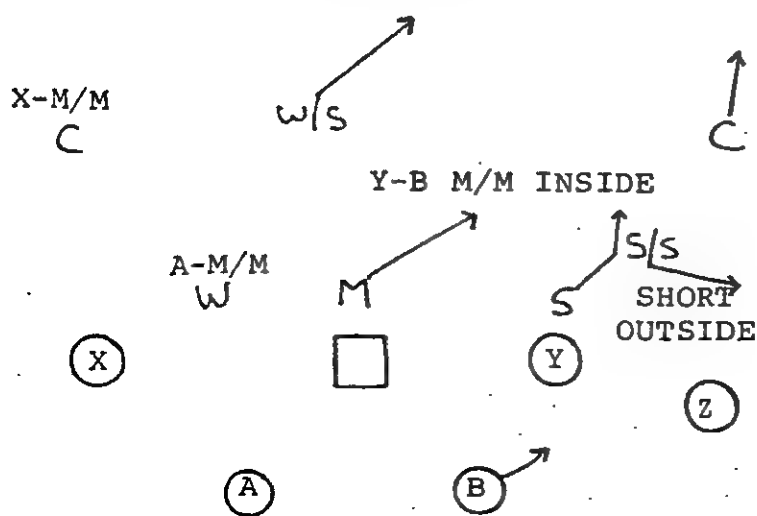 X-M/M
C
W/S
C
Y-B M/M INSIDE
A-M/M
W
M
S
S/S
SHORT
OUTSIDE
X
Y
Z
A
B